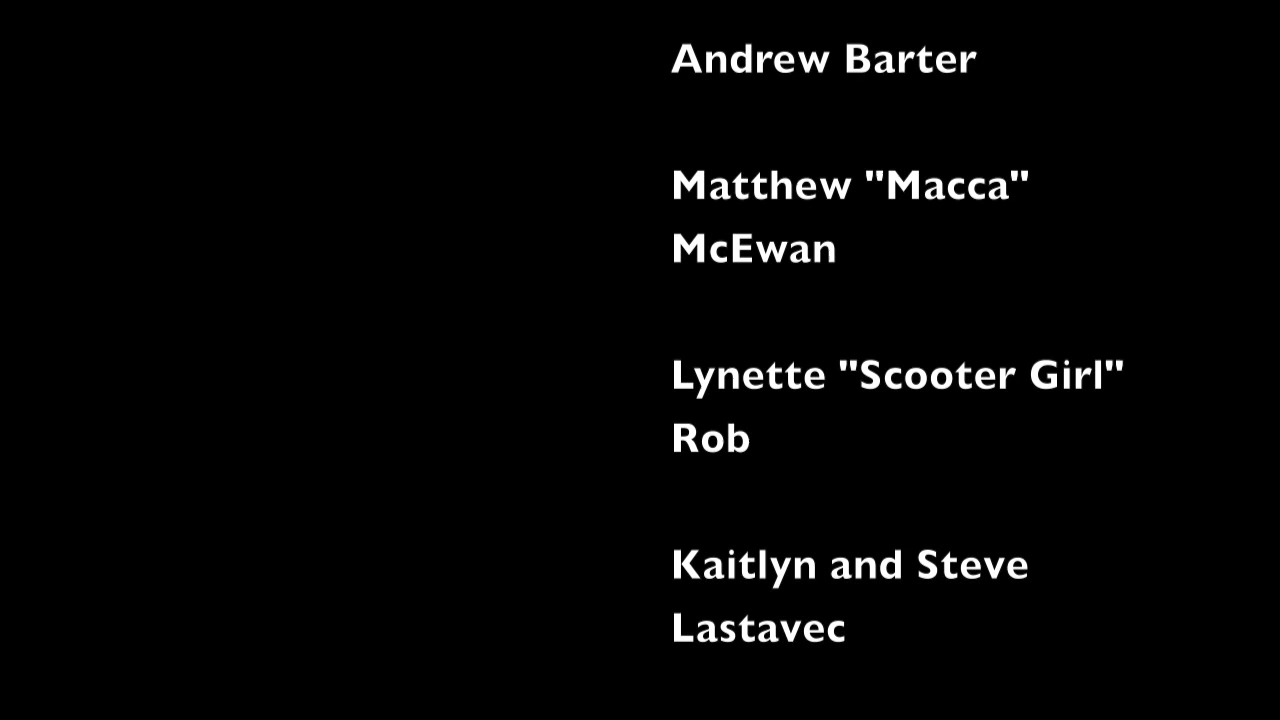 Andrew Barter
Matthew "Macca"
McEwan
Lynette "Scooter Girl"
Rob
Kaitlyn and Steve
Lastavec